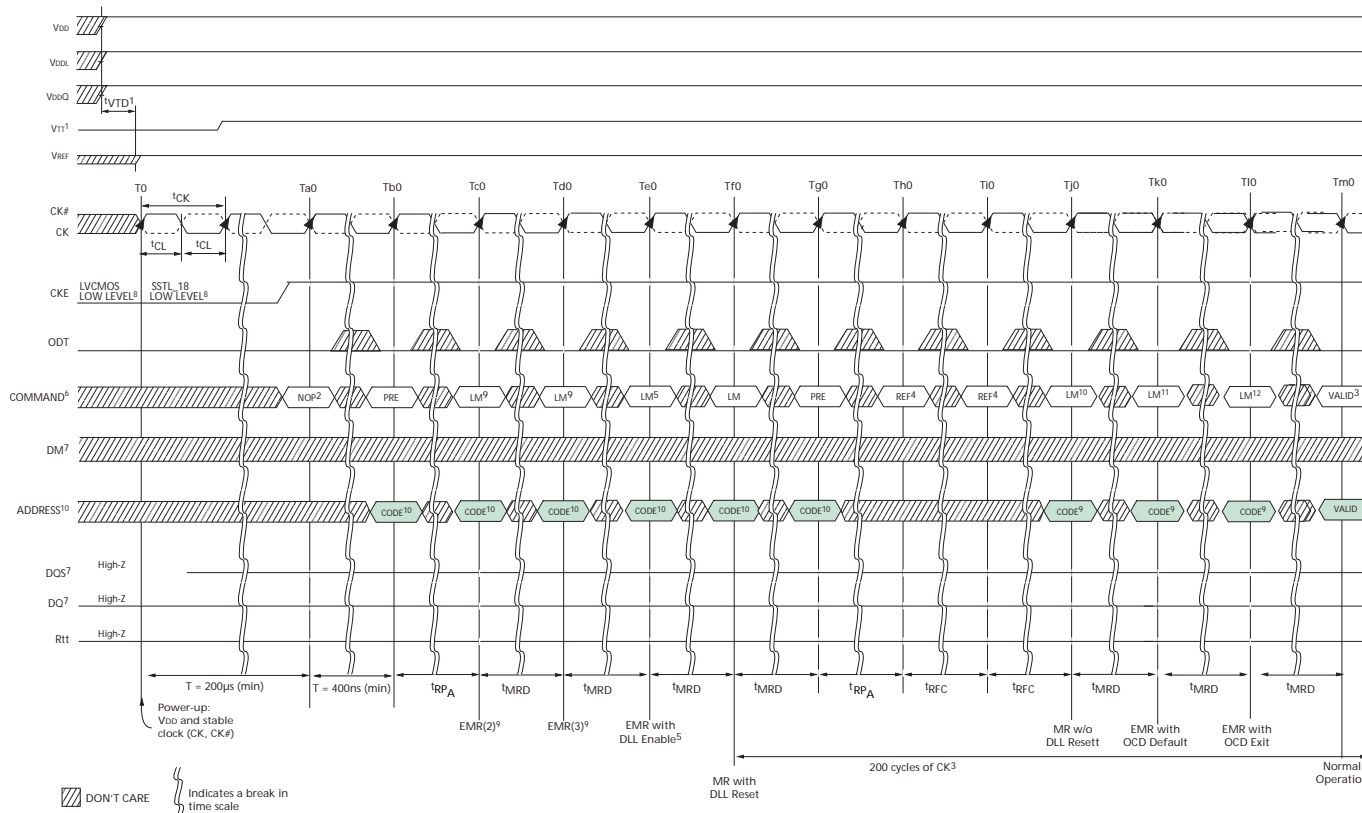 VDD
VDDL
VDDQ
tVTD1
VTT1
VREF
T0 Ta0 Tb0 Tc0 Td0 Te0 Tf0 Tg0 Th0 Ti0 Tj0 Tk0 Tl0 Tm0
tCK
CK#
CK
tCL tCL
CKE
LVCMOS
LOW LEVEL8
SSTL_18
LOW LEVEL8
ODT
COMMAND6 NOP2 PRE LM9 LM9 LM5 LM PRE REF4 REF4 LM10 LM11 LM12 VALID3
DM7
ADDRESS10 CODE10 CODE10 CODE10 CODE10 CODE10 CODE10 CODE9 CODE9 CODE9 VALID
DQS7 High-Z
DQ7 High-Z
Rtt High-Z
T = 200µs (min) T = 400ns (min) tRPA tMRD tMRD tMRD tMRD tRPA tRFC tRFC tMRD tMRD tMRD
Power-up:
VDD and stable
clock (CK, CK#)
EMR(2)9
EMR(3)9
EMR with
DLL Enable5
MR w/o
DLL Resett
EMR with
OCD Default
EMR with
OCD Exit
200 cycles of CK3
MR with
DLL Reset
Normal
Operatio
DON'T CARE
Indicates a break in
time scale